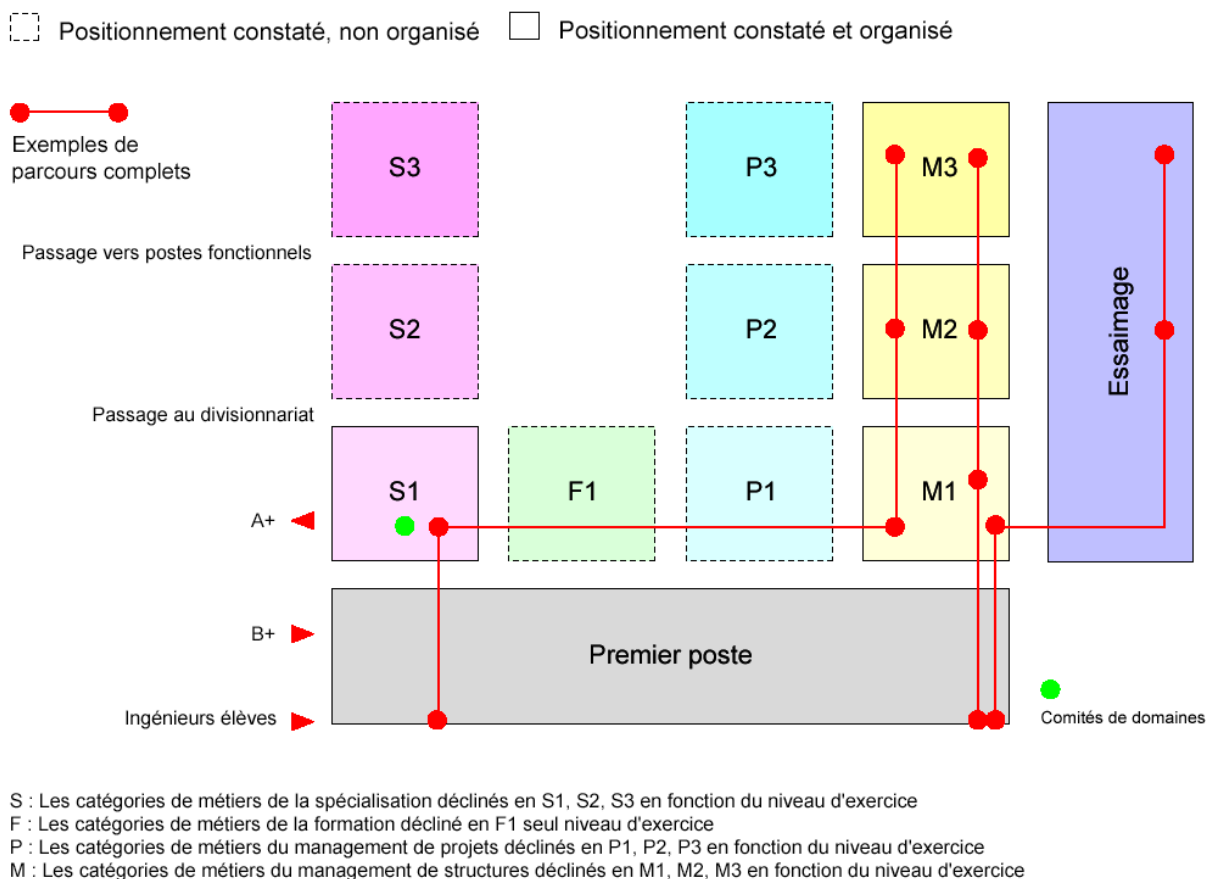 Positionnement constaté, non organisé
Positionnement constaté et organisé
Exemples de
parcours complets
S3
P3
M3
Passage vers postes fonctionnels
S2
P2
M2
Essaimage
Passage au divisionnariat
S1
F1
P1
M1
A+
B+
Premier poste
Ingénieurs élèves
Comités de domaines
S : Les catégories de métiers de la spécialisation déclinés en S1, S2, S3 en fonction du niveau d'exercice
F : Les catégories de métiers de la formation décliné en F1 seul niveau d'exercice
P : Les catégories de métiers du management de projets déclinés en P1, P2, P3 en fonction du niveau d'exercice
M : Les catégories de métiers du management de structures déclinés en M1, M2, M3 en fonction du niveau d'exercice